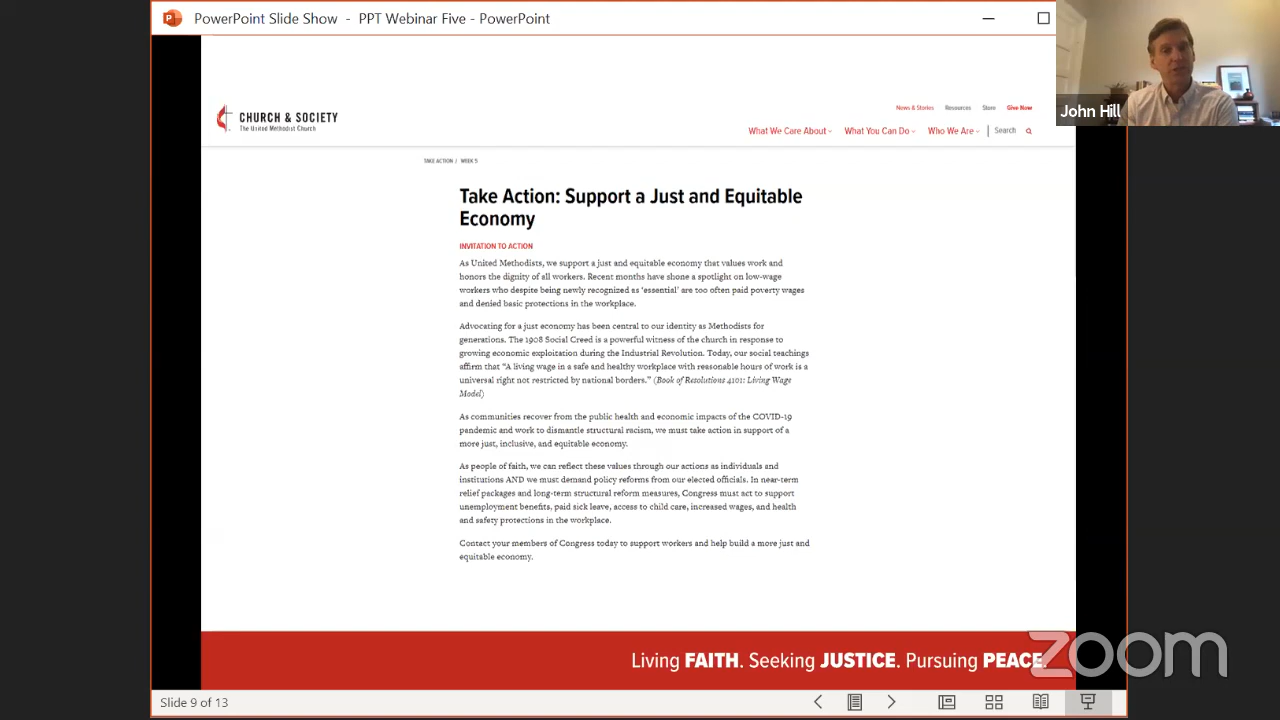 PowerPoint Slide Show - PPT Webinar Five - PowerPoint
John Hill
CHURCH & SOCIETY
The United Methodist Church
News & Stories Resources Store Give Now
What We Care About What You Can Do Who We Are Search
TAKE ACTION / WEEK 5
Take Action: Support a Just and Equitable
Economy
INVITATION TO ACTION
As United Methodists, we support a just and equitable economy that values work and
honors the dignity of all workers. Recent months have shone a spotlight on low-wage
workers who despite being newly recognized as 'essential' are too often paid poverty wages
and denied basic protections in the workplace.
Advocating for a just economy has been central to our identity as Methodists for
generations. The 1908 Social Creed is a powerful witness of the church in response to
growing economic exploitation during the Industrial Revolution. Today, our social teachings
affirm that "A living wage in a safe and healthy workplace with reasonable hours of work is a
universal right not restricted by national borders." (Book of Resolutions 4101: Living Wage
Model)
As communities recover from the public health and economic impacts of the COVID-19
pandemic and work to dismantle structural racism, we must take action in support of a
more just, inclusive, and equitable economy.
As people of faith, we can reflect these values through our actions as individuals and
institutions AND we must demand policy reforms from our elected officials. In near-term
relief packages and long-term structural reform measures, Congress must act to support
unemployment benefits, paid sick leave, access to child care, increased wages, and health
and safety protections in the workplace.
Contact your members of Congress today to support workers and help build a more just and
equitable economy.
Living FAITH. Seeking JUSTICE. Pursuing PEACE.
zoom
Slide 9 of 13